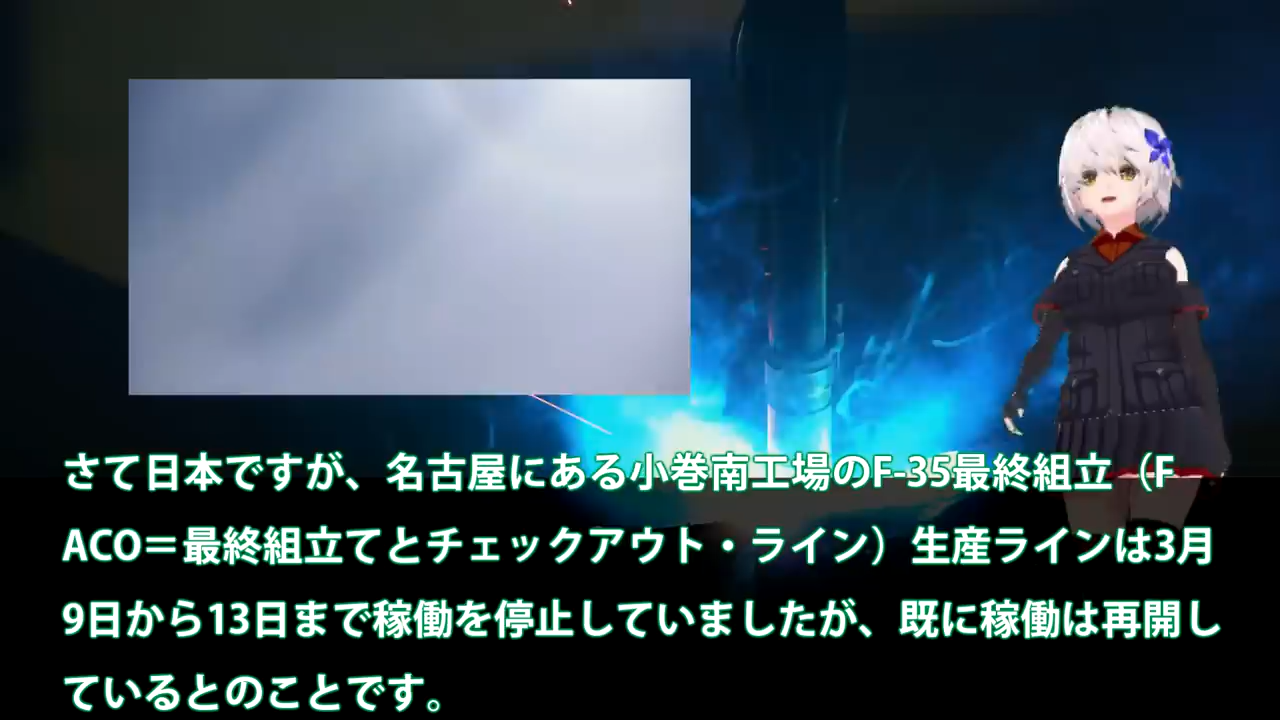 さて日本ですが、名古屋にある小巻南工場のF-35最終組立（F
ACO＝最終組立てとチェックアウト・ライン）生産ラインは3月
9日から13日まで稼働を停止していましたが、既に稼働は再開し
ているとのことです。